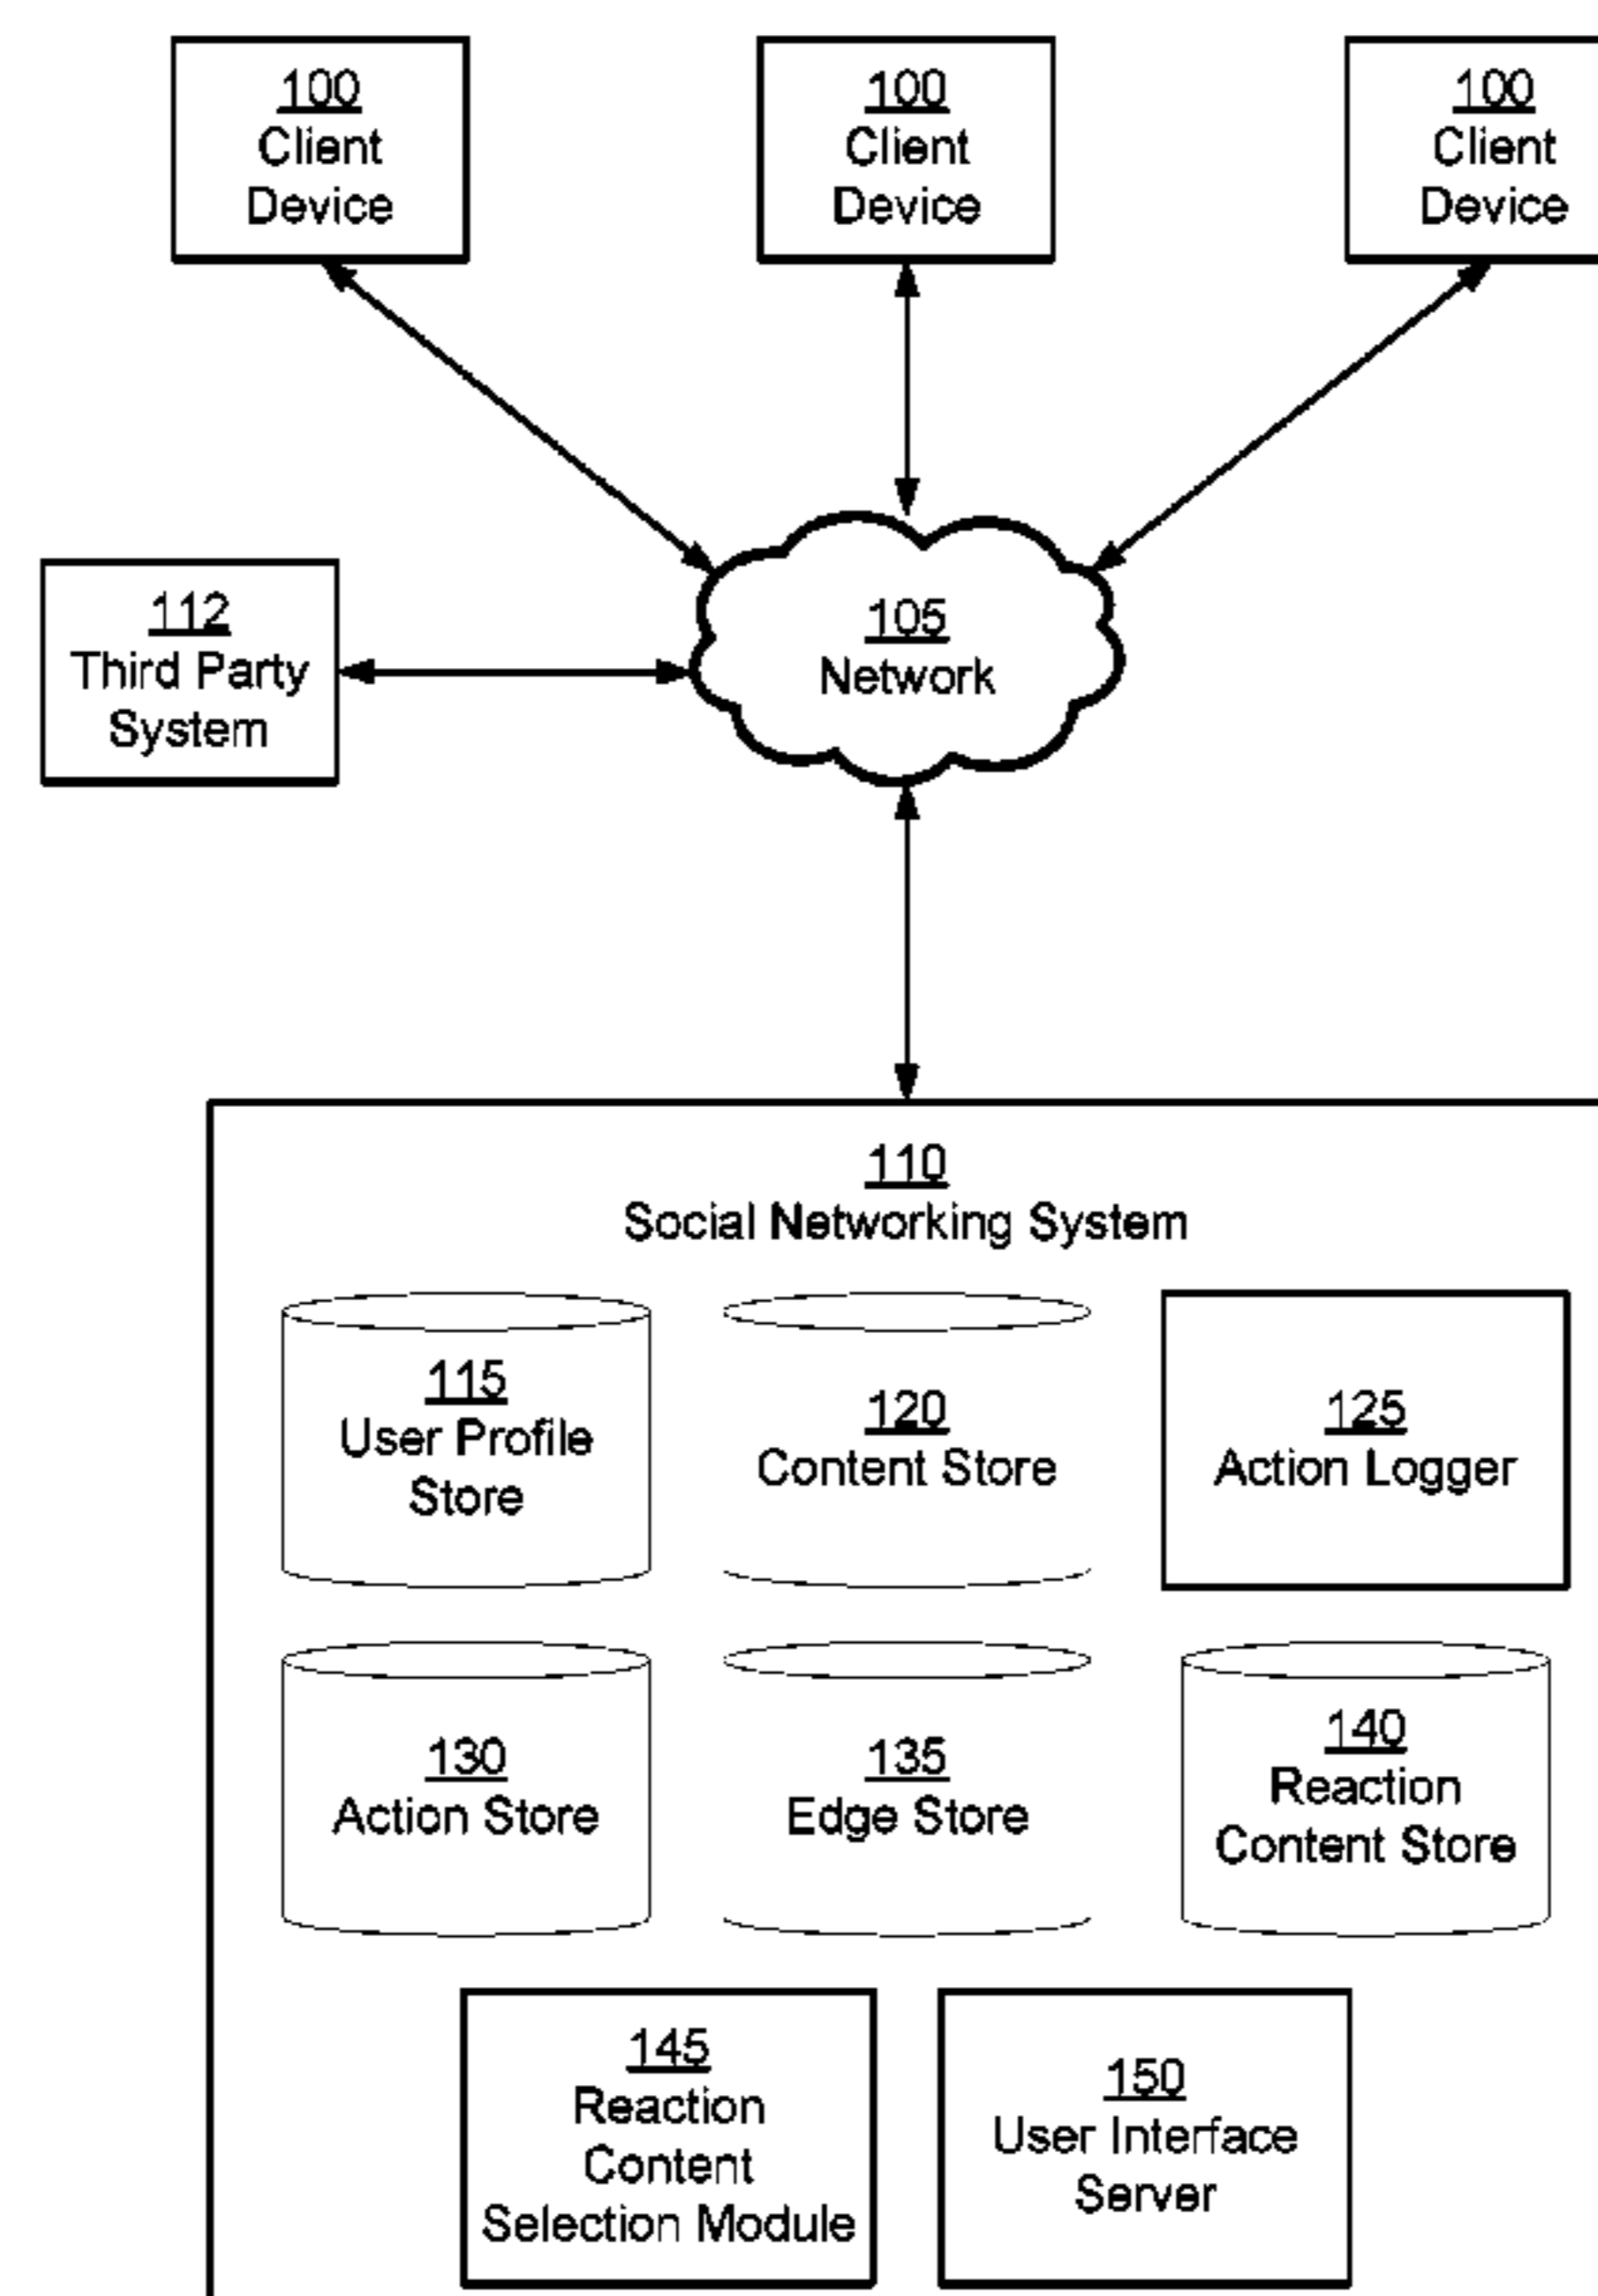 100
Client
Device
100
Client
Device
100
Client
Device
112
Third Party
System
105
Network
110
Social Networking System
115
User Profile
Store
120
Content Store
125
Action Logger
130
Action Store
135
Edge Store
140
Reaction
Content Store
145
Reaction
Content
Selection Module
150
User Interface
Server